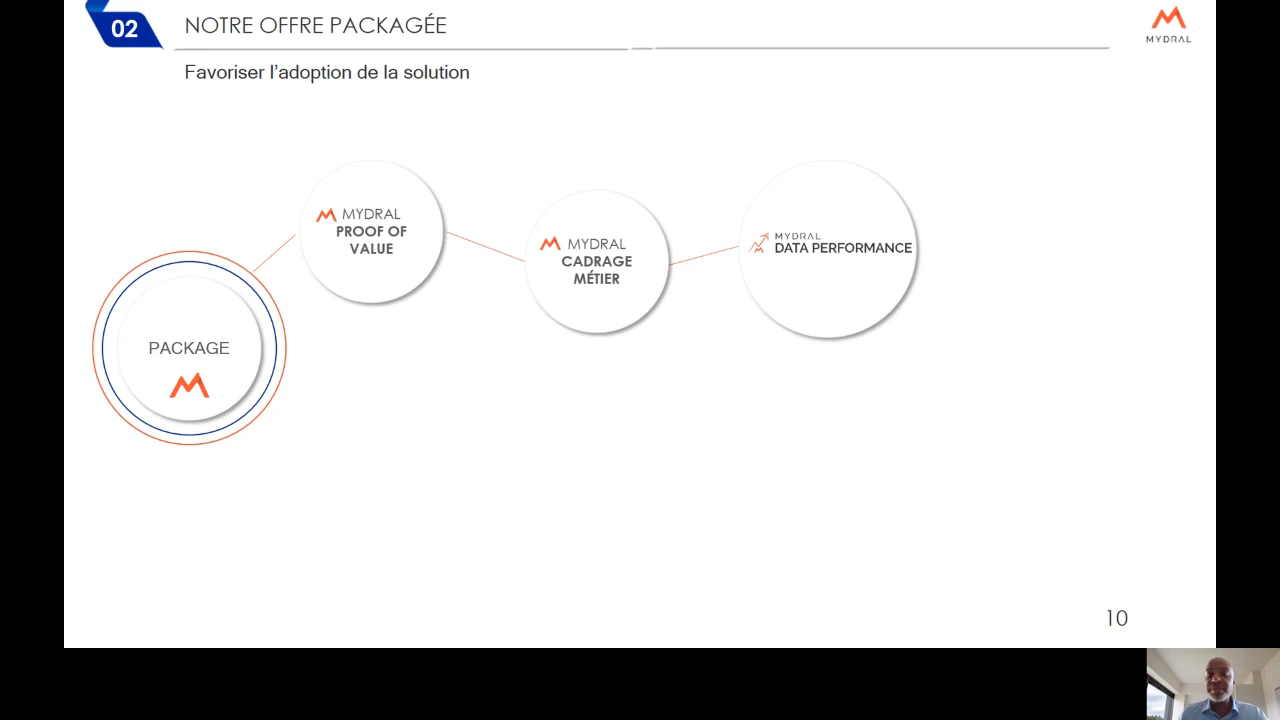 02
NOTRE OFFRE PACKAGÉE
MYDRAL
Favoriser l’adoption de la solution
MYDRAL
PROOF OF
VALUE
MYDRAL
CADRAGE
MÉTIER
MYDRAL
DATA PERFORMANCE
PACKAGE
10